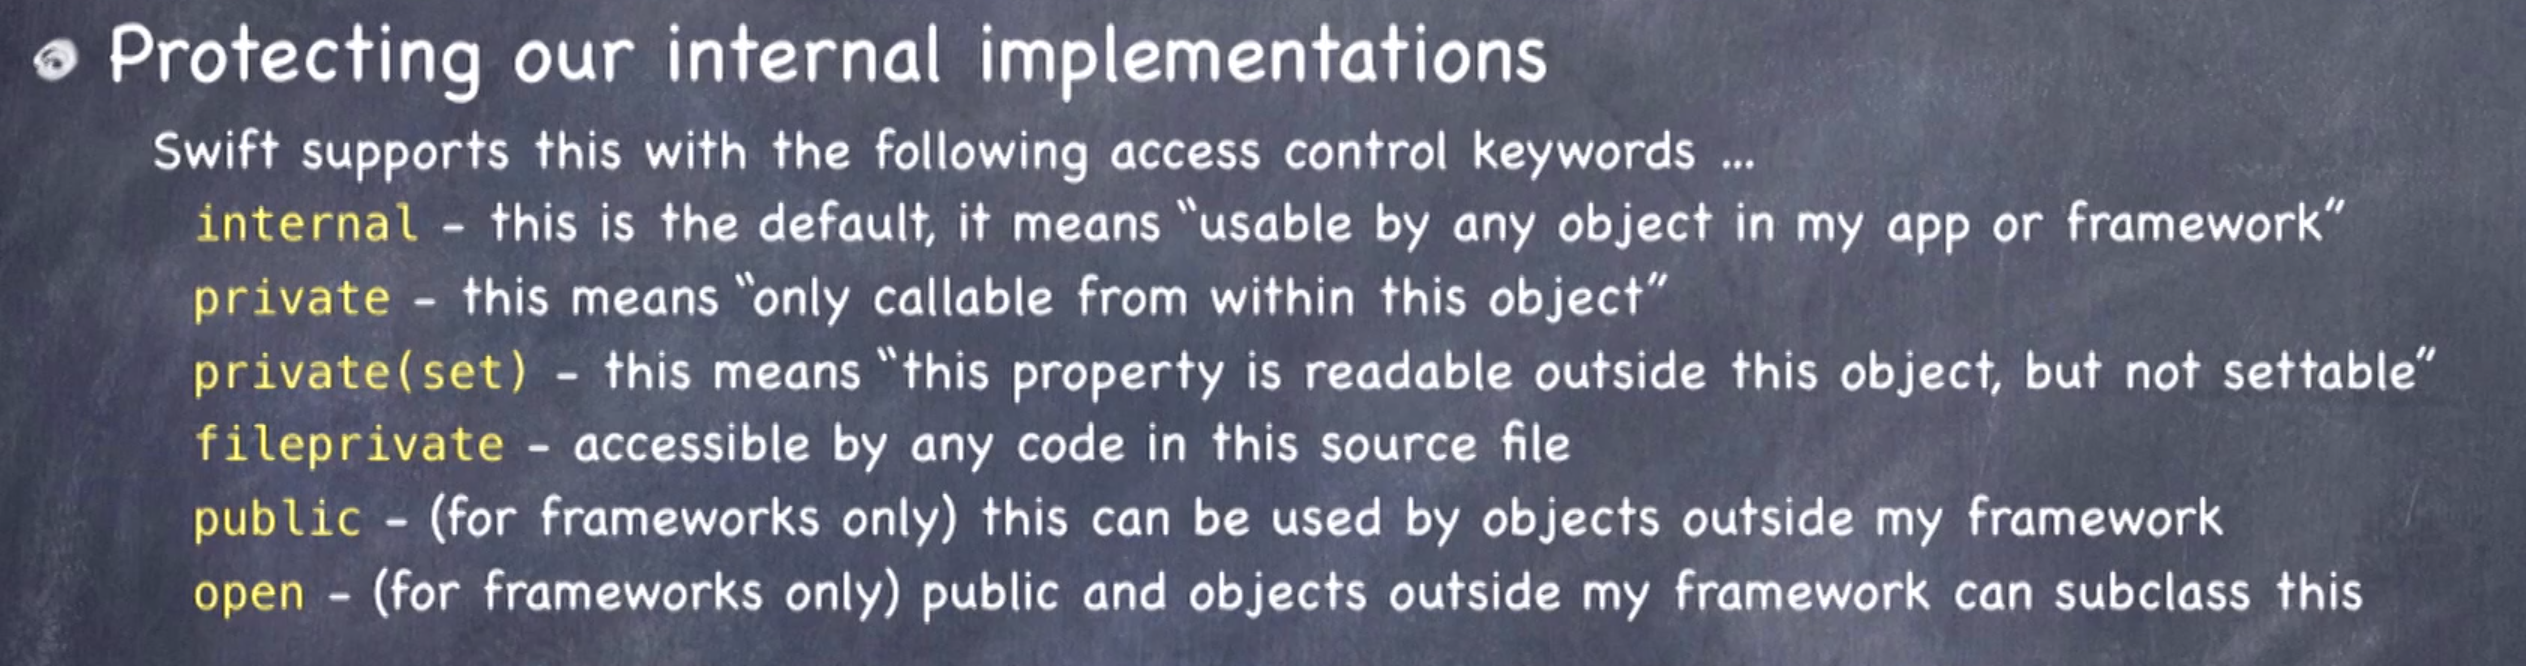 Protecting our internal implementations
Swift supports this with the following access control keywords ...
internal - this is the default, it means “usable by any object in my app or framework”
private - this means “only callable from within this object”
private(set) - this means “this property is readable outside this object, but not settable”
fileprivate - accessible by any code in this source file
public - (for frameworks only) this can be used by objects outside my framework
open - (for frameworks only) public and objects outside my framework can subclass this